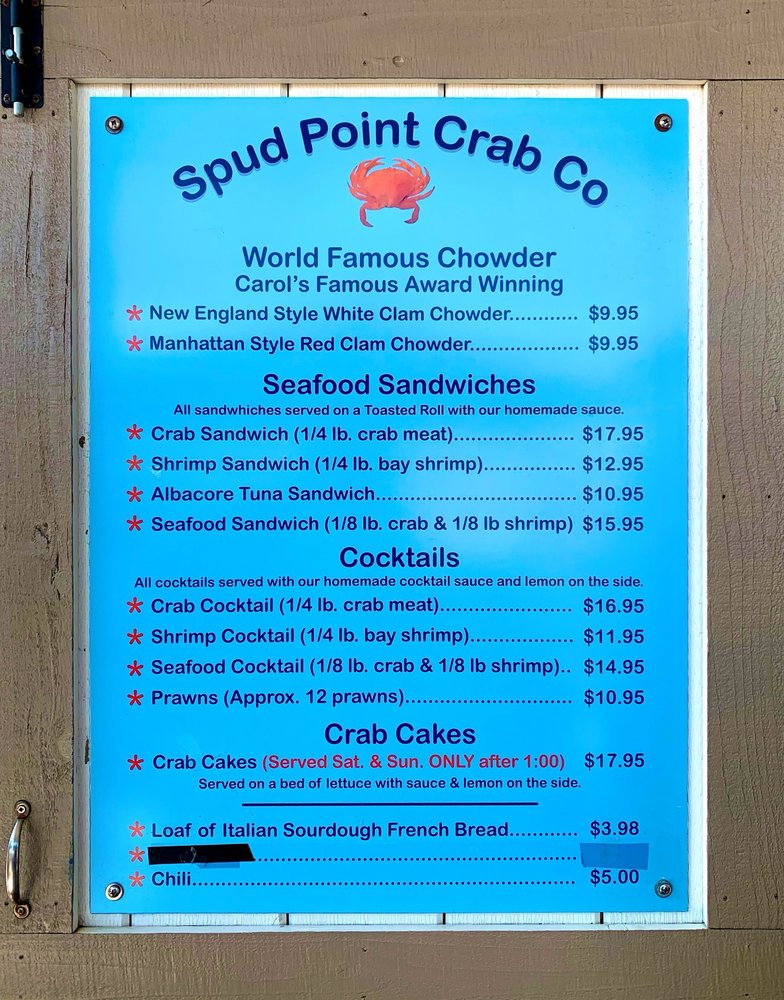 Spud Point Crab Co
World Famous Chowder
Carol's Famous Award Winning
* New England Style White Clam Chowder............ $9.95
* Manhattan Style Red Clam Chowder.................. $9.95
Seafood Sandwiches
All sandwhiches served on a Toasted Roll with our homemade sauce.
* Crab Sandwich (1/4 lb. crab meat)..................... $17.95
* Shrimp Sandwich (1/4 lb. bay shrimp)................ $12.95
* Albacore Tuna Sandwich................................... $10.95
* Seafood Sandwich (1/8 lb. crab & 1/8 lb shrimp) $15.95
Cocktails
All cocktails served with our homemade cocktail sauce and lemon on the side.
* Crab Cocktail (1/4 lb. crab meat)....................... $16.95
* Shrimp Cocktail (1/4 lb. bay shrimp).................. $11.95
* Seafood Cocktail (1/8 lb. crab & 1/8 lb shrimp).. $14.95
* Prawns (Approx. 12 prawns)............................. $10.95
Crab Cakes
* Crab Cakes (Served Sat. & Sun. ONLY after 1:00) $17.95
Served on a bed of lettuce with sauce & lemon on the side.
* Loaf of Italian Sourdough French Bread............ $3.98
* ........................................................
* Chili................................................................... $5.00